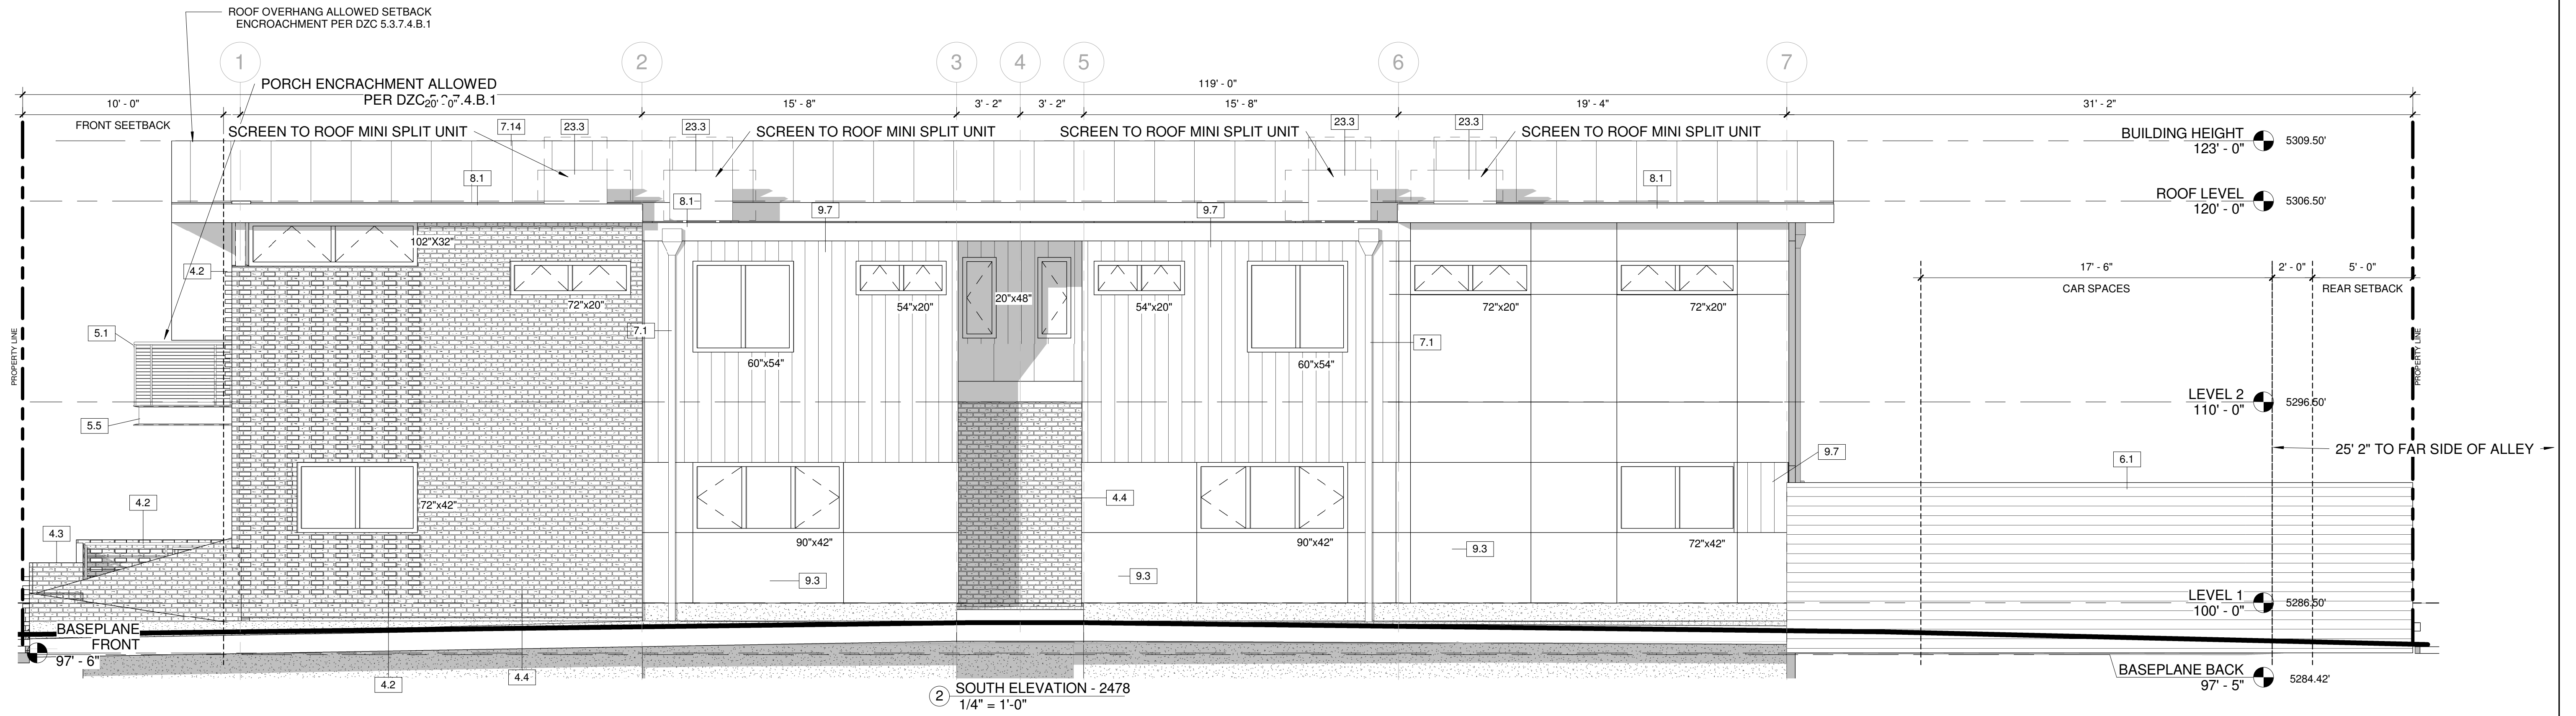 ROOF OVERHANG ALLOWED SETBACK
ENCROACHMENT PER DZC 5.3.7.4.B.1
1
2
3
4
5
6
7
PORCH ENCRACHMENT ALLOWED
PER DZC 5.3.7.4.B.1
119' - 0"
10' - 0"
20' - 0"
15' - 8"
3' - 2"
3' - 2"
15' - 8"
19' - 4"
31' - 2"
FRONT SEETBACK
SCREEN TO ROOF MINI SPLIT UNIT
7.14
23.3
23.3
SCREEN TO ROOF MINI SPLIT UNIT
SCREEN TO ROOF MINI SPLIT UNIT
23.3
23.3
SCREEN TO ROOF MINI SPLIT UNIT
BUILDING HEIGHT
123' - 0"
5309.50'
8.1
8.1
8.1
ROOF LEVEL
120' - 0"
5306.50'
9.7
9.7
102"X32"
4.2
72"x20"
54"x20"
20"x48"
54"x20"
72"x20"
72"x20"
17' - 6"
2' - 0"
5' - 0"
CAR SPACES
REAR SETBACK
5.1
7.1
7.1
PROPERTY LINE
PROPERTY LINE
60"x54"
60"x54"
LEVEL 2
110' - 0"
5296.50'
5.5
25' 2" TO FAR SIDE OF ALLEY
9.7
6.1
4.2
72"x42"
4.4
4.3
90"x42"
90"x42"
9.3
72"x42"
9.3
9.3
LEVEL 1
100' - 0"
5286.50'
BASEPLANE
FRONT
97' - 6"
4.2
4.4
BASEPLANE BACK
97' - 5"
5284.42'
2
SOUTH ELEVATION - 2478
1/4" = 1'-0"